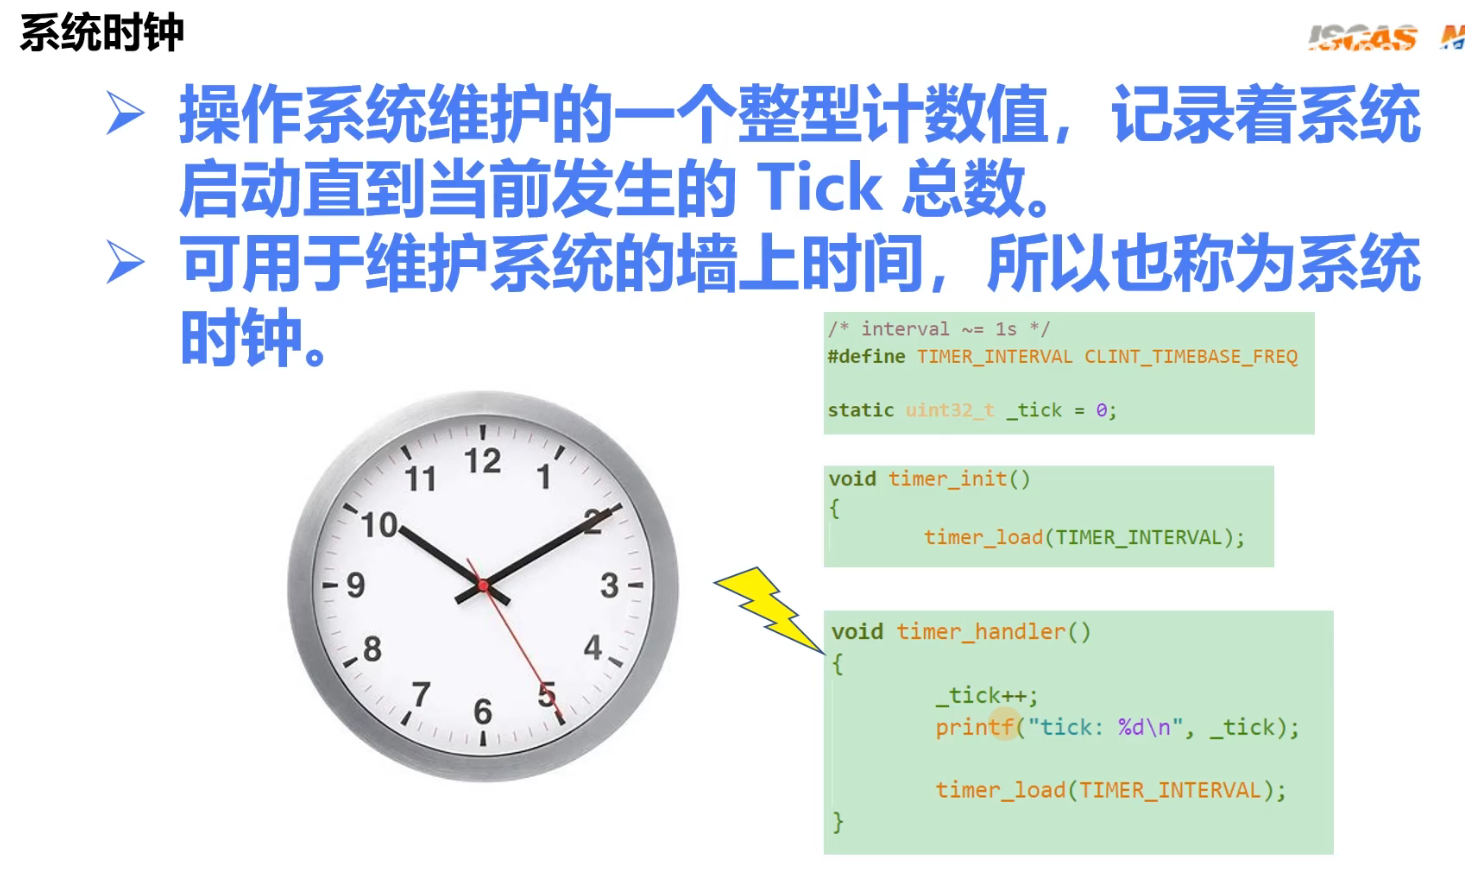 系统时钟
ISCAS
操作系统维护的一个整型计数值，记录着系统
启动直到当前发生的 Tick 总数。
可用于维护系统的墙上时间，所以也称为系统
时钟。
/* interval ~= 1s */
#define TIMER_INTERVAL CLINT_TIMEBASE_FREQ
static uint32_t _tick = 0;
void timer_init()
{
timer_load(TIMER_INTERVAL);
void timer_handler()
{
_tick++;
printf("tick: %d\n", _tick);
timer_load(TIMER_INTERVAL);
}
12
11
1
10
2
9
3
8
4
7
5
6